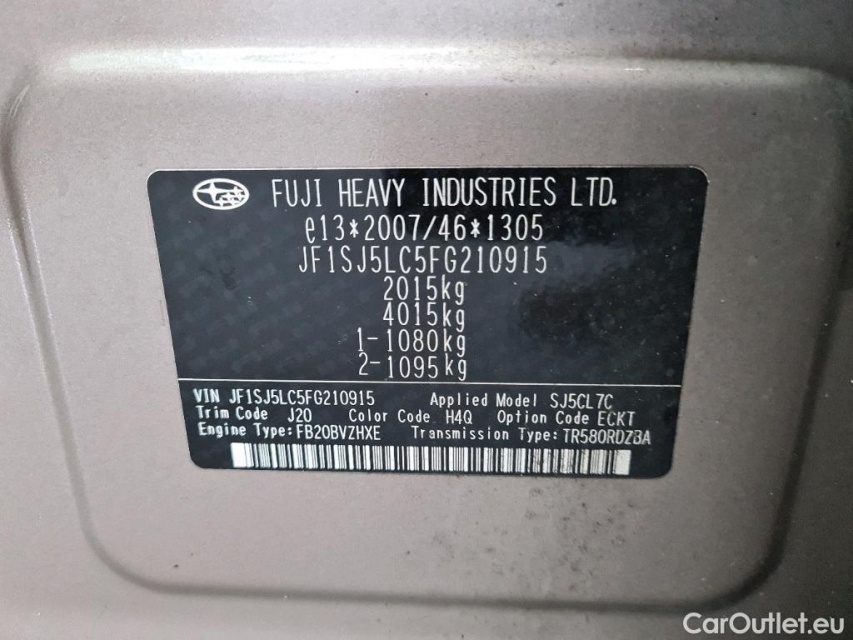 FUJI HEAVY INDUSTRIES LTD.
e13*2007/46*1305
JF1SJ5LC5FG210915
2015kg
4015kg
1-1080kg
2-1095kg
VIN JF1SJ5LC5FG210915 Applied Model SJ5CL7C
Trim Code J20 Color Code H4Q Option Code ECKT
Engine Type:FB20BVZHXE Transmission Type:TR580RDZBA
CarOutlet.eu